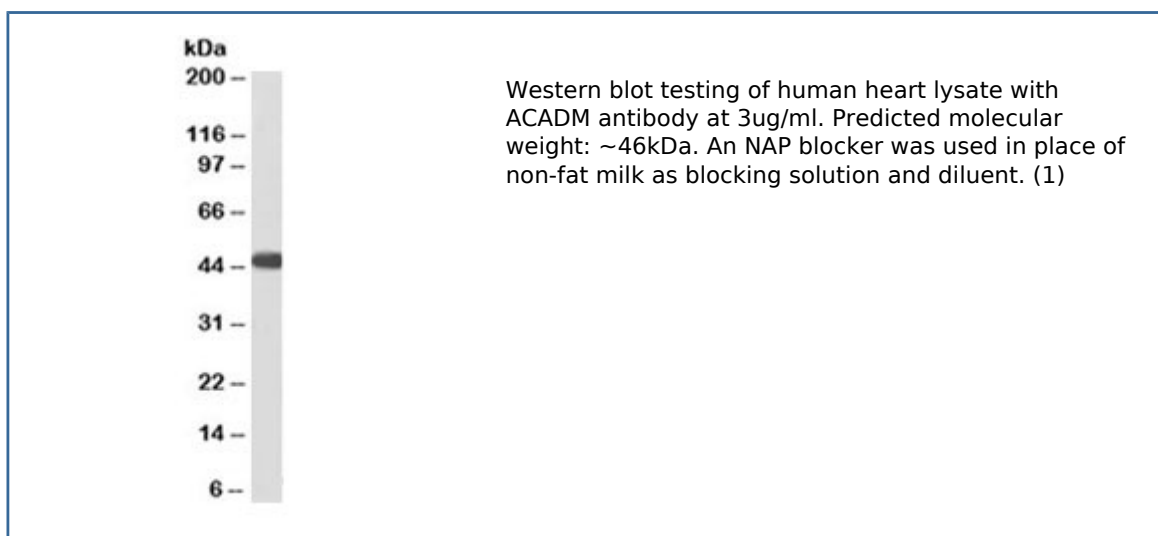 kDa
200 –
116 –
97 –
66 –
44 –
31 –
22 –
14 –
6 –
Western blot testing of human heart lysate with
ACADM antibody at 3ug/ml. Predicted molecular
weight: ~46kDa. An NAP blocker was used in place of
non-fat milk as blocking solution and diluent. (1)